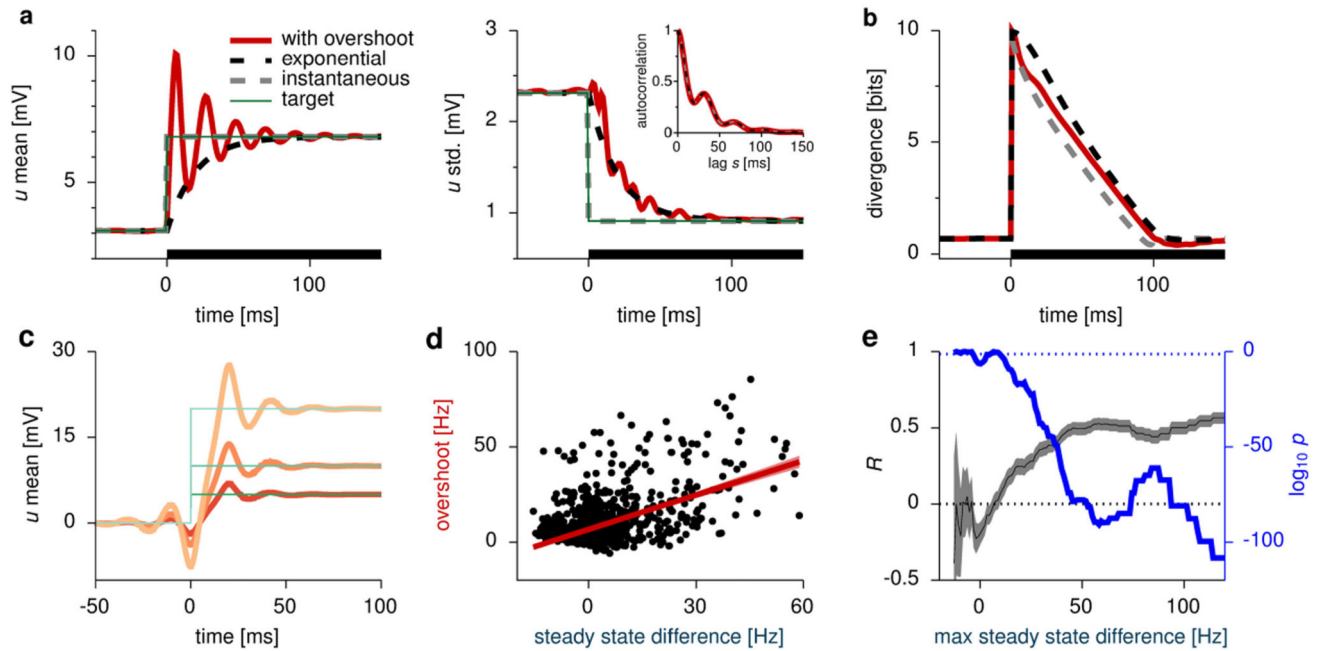 a
u mean [mV]
10
5
with overshoot
exponential
instantaneous
target
0
100
time [ms]
u std. [mV]
3
2
1
autocorrelation
1
0.5
0
0
50
100
150
lag s [ms]
0
100
time [ms]
b
divergence [bits]
10
5
0
0
100
time [ms]
c
u mean [mV]
30
15
0
-50
0
50
100
time [ms]
d
overshoot [Hz]
100
50
0
0
30
60
steady state difference [Hz]
e
R
1
0.5
0
-0.5
0
-50
-100
log10 p
0
50
100
max steady state difference [Hz]